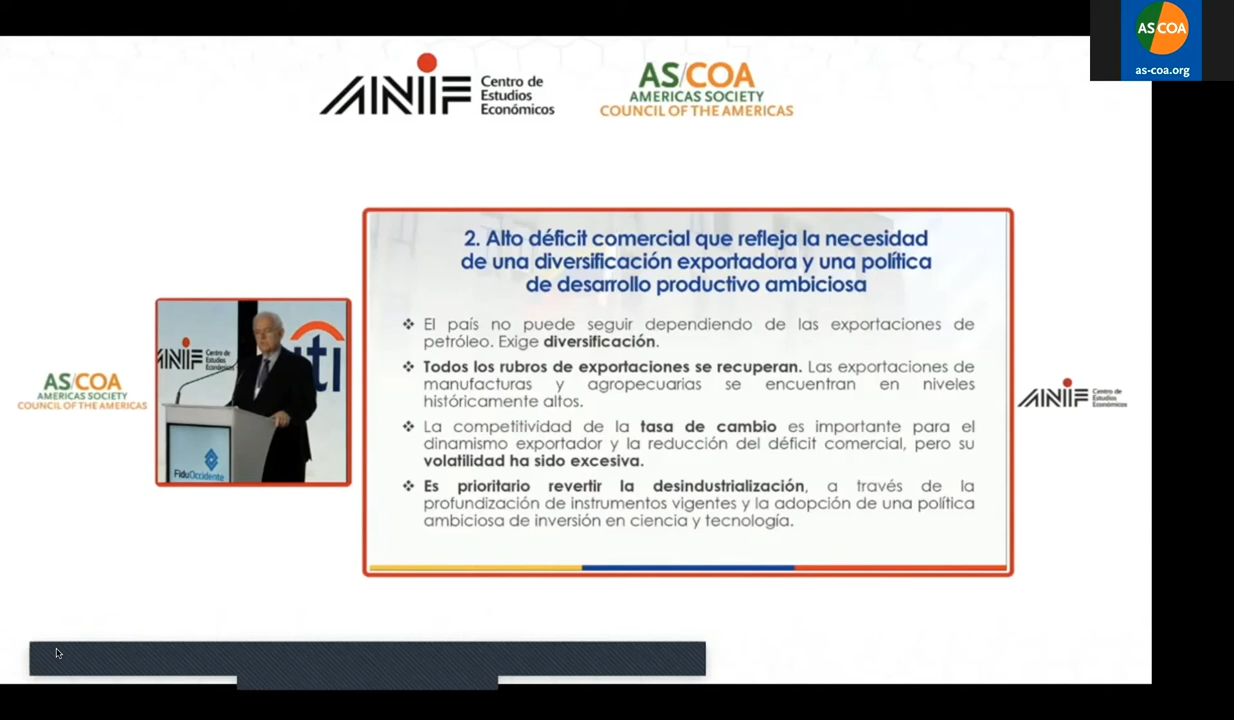 AS COA
as-coa.org
ANIF Centro de
Estudios
Económicos
AS/COA
AMERICAS SOCIETY
COUNCIL OF THE AMERICAS
2. Alto déficit comercial que refleja la necesidad
de una diversificación exportadora y una política
de desarrollo productivo ambiciosa
❖ El país no puede seguir dependiendo de las exportaciones de
petróleo. Exige diversificación.
❖ Todos los rubros de exportaciones se recuperan. Las exportaciones de
manufacturas y agropecuarias se encuentran en niveles
históricamente altos.
❖ La competitividad de la tasa de cambio es importante para el
dinamismo exportador y la reducción del déficit comercial, pero su
volatilidad ha sido excesiva.
❖ Es prioritario revertir la desindustrialización, a través de la
profundización de instrumentos vigentes y la adopción de una política
ambiciosa de inversión en ciencia y tecnología.
ANIF Centro de
Estudios
Económicos
iti
FiduOccidente
AS/COA
AMERICAS SOCIETY
COUNCIL OF THE AMERICAS
ANIF Centro de
Estudios
Económicos